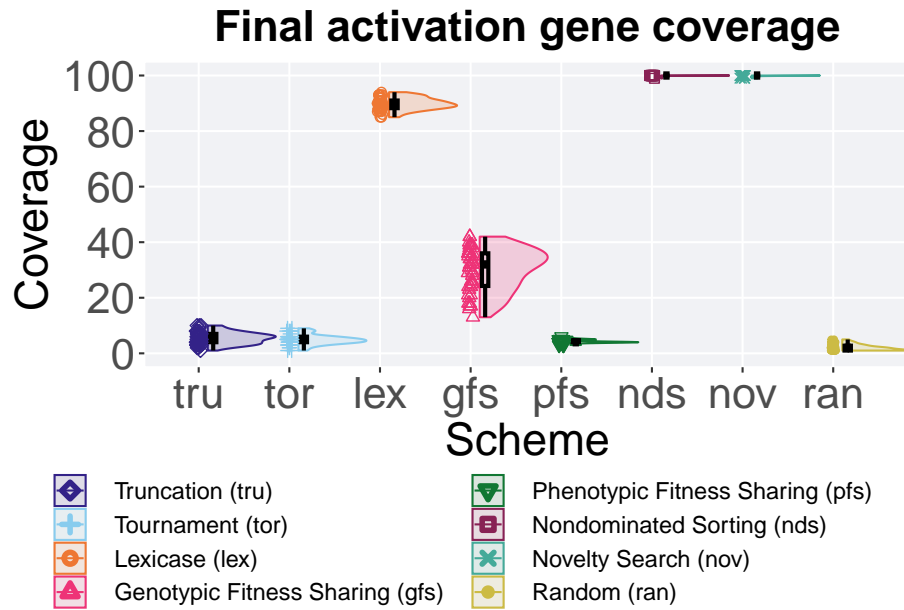 Final activation gene coverage
Coverage
100
80
60
40
20
0
tru tor lex gfs pfs nds nov ran
Scheme
Truncation (tru)
Tournament (tor)
Lexicase (lex)
Genotypic Fitness Sharing (gfs)
Phenotypic Fitness Sharing (pfs)
Nondominated Sorting (nds)
Novelty Search (nov)
Random (ran)